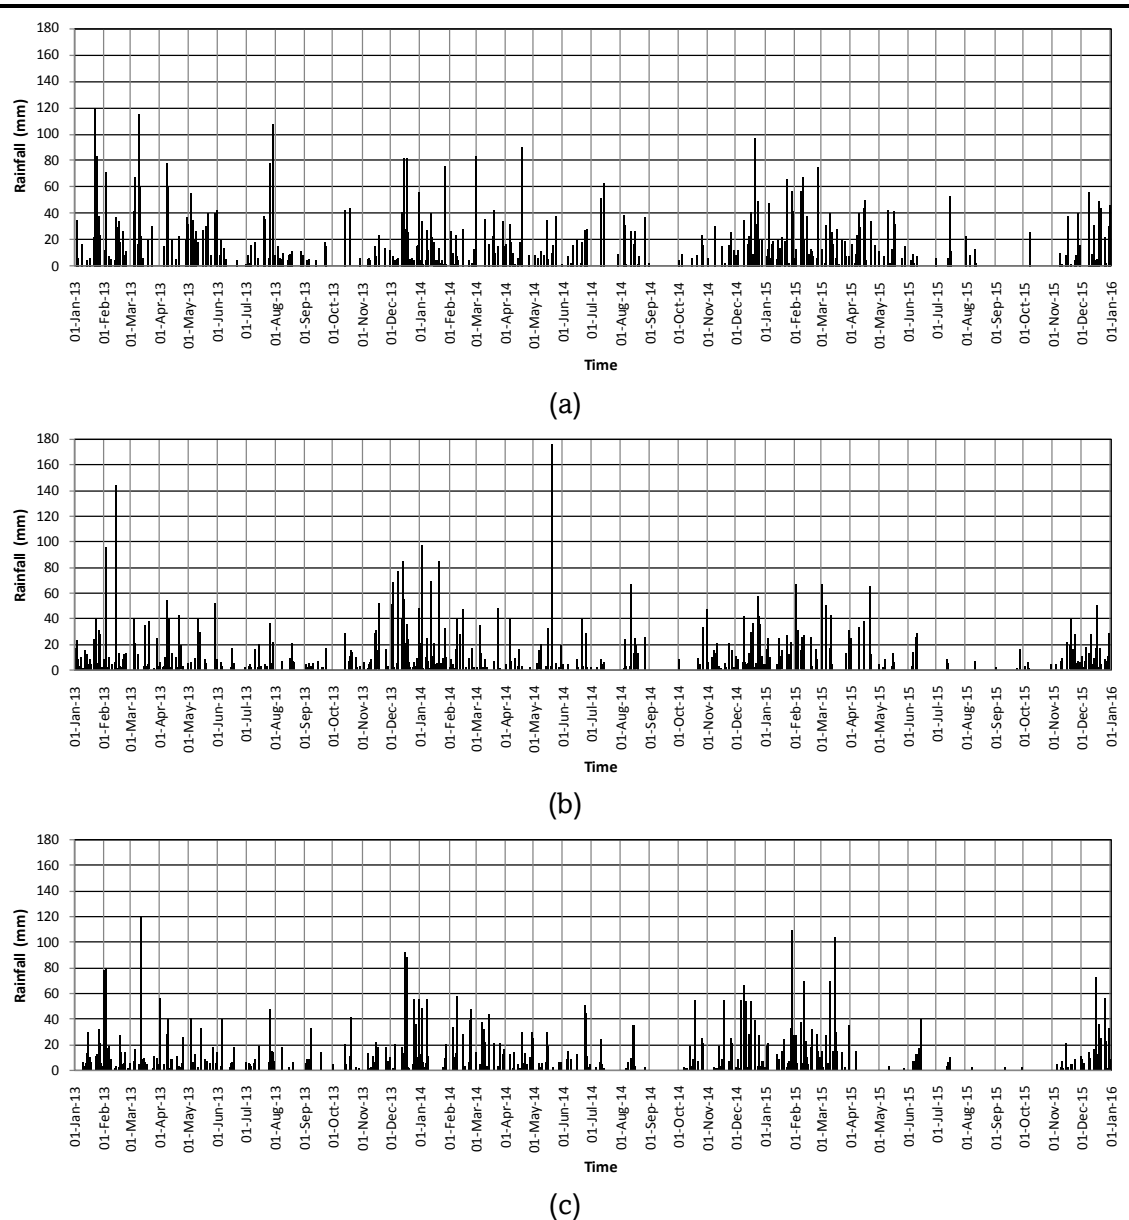 180
160
140
120
100
80
60
40
20
0
Rainfall (mm)
01-Jan-13
01-Feb-13
01-Mar-13
01-Apr-13
01-May-13
01-Jun-13
01-Jul-13
01-Aug-13
01-Sep-13
01-Oct-13
01-Nov-13
01-Dec-13
01-Jan-14
01-Feb-14
01-Mar-14
01-Apr-14
01-May-14
01-Jun-14
01-Jul-14
01-Aug-14
01-Sep-14
01-Oct-14
01-Nov-14
01-Dec-14
01-Jan-15
01-Feb-15
01-Mar-15
01-Apr-15
01-May-15
01-Jun-15
01-Jul-15
01-Aug-15
01-Sep-15
01-Oct-15
01-Nov-15
01-Dec-15
01-Jan-16
Time
(a)
180
160
140
120
100
80
60
40
20
0
Rainfall (mm)
01-Jan-13
01-Feb-13
01-Mar-13
01-Apr-13
01-May-13
01-Jun-13
01-Jul-13
01-Aug-13
01-Sep-13
01-Oct-13
01-Nov-13
01-Dec-13
01-Jan-14
01-Feb-14
01-Mar-14
01-Apr-14
01-May-14
01-Jun-14
01-Jul-14
01-Aug-14
01-Sep-14
01-Oct-14
01-Nov-14
01-Dec-14
01-Jan-15
01-Feb-15
01-Mar-15
01-Apr-15
01-May-15
01-Jun-15
01-Jul-15
01-Aug-15
01-Sep-15
01-Oct-15
01-Nov-15
01-Dec-15
01-Jan-16
Time
(b)
180
160
140
120
100
80
60
40
20
0
Rainfall (mm)
01-Jan-13
01-Feb-13
01-Mar-13
01-Apr-13
01-May-13
01-Jun-13
01-Jul-13
01-Aug-13
01-Sep-13
01-Oct-13
01-Nov-13
01-Dec-13
01-Jan-14
01-Feb-14
01-Mar-14
01-Apr-14
01-May-14
01-Jun-14
01-Jul-14
01-Aug-14
01-Sep-14
01-Oct-14
01-Nov-14
01-Dec-14
01-Jan-15
01-Feb-15
01-Mar-15
01-Apr-15
01-May-15
01-Jun-15
01-Jul-15
01-Aug-15
01-Sep-15
01-Oct-15
01-Nov-15
01-Dec-15
01-Jan-16
Time
(c)